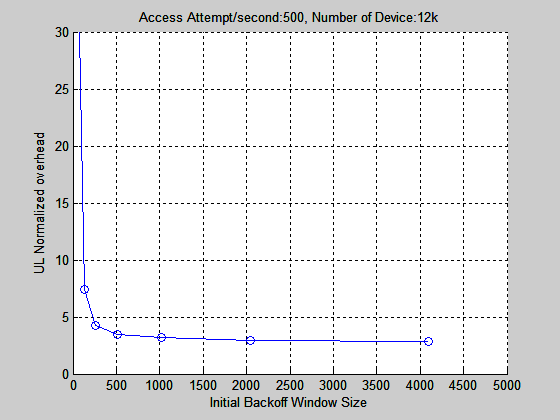 Access Attempt/second:500, Number of Device:12k
30
25
20
15
10
5
0
UL Normalized overhead
0 500 1000 1500 2000 2500 3000 3500 4000 4500 5000
Initial Backoff Window Size